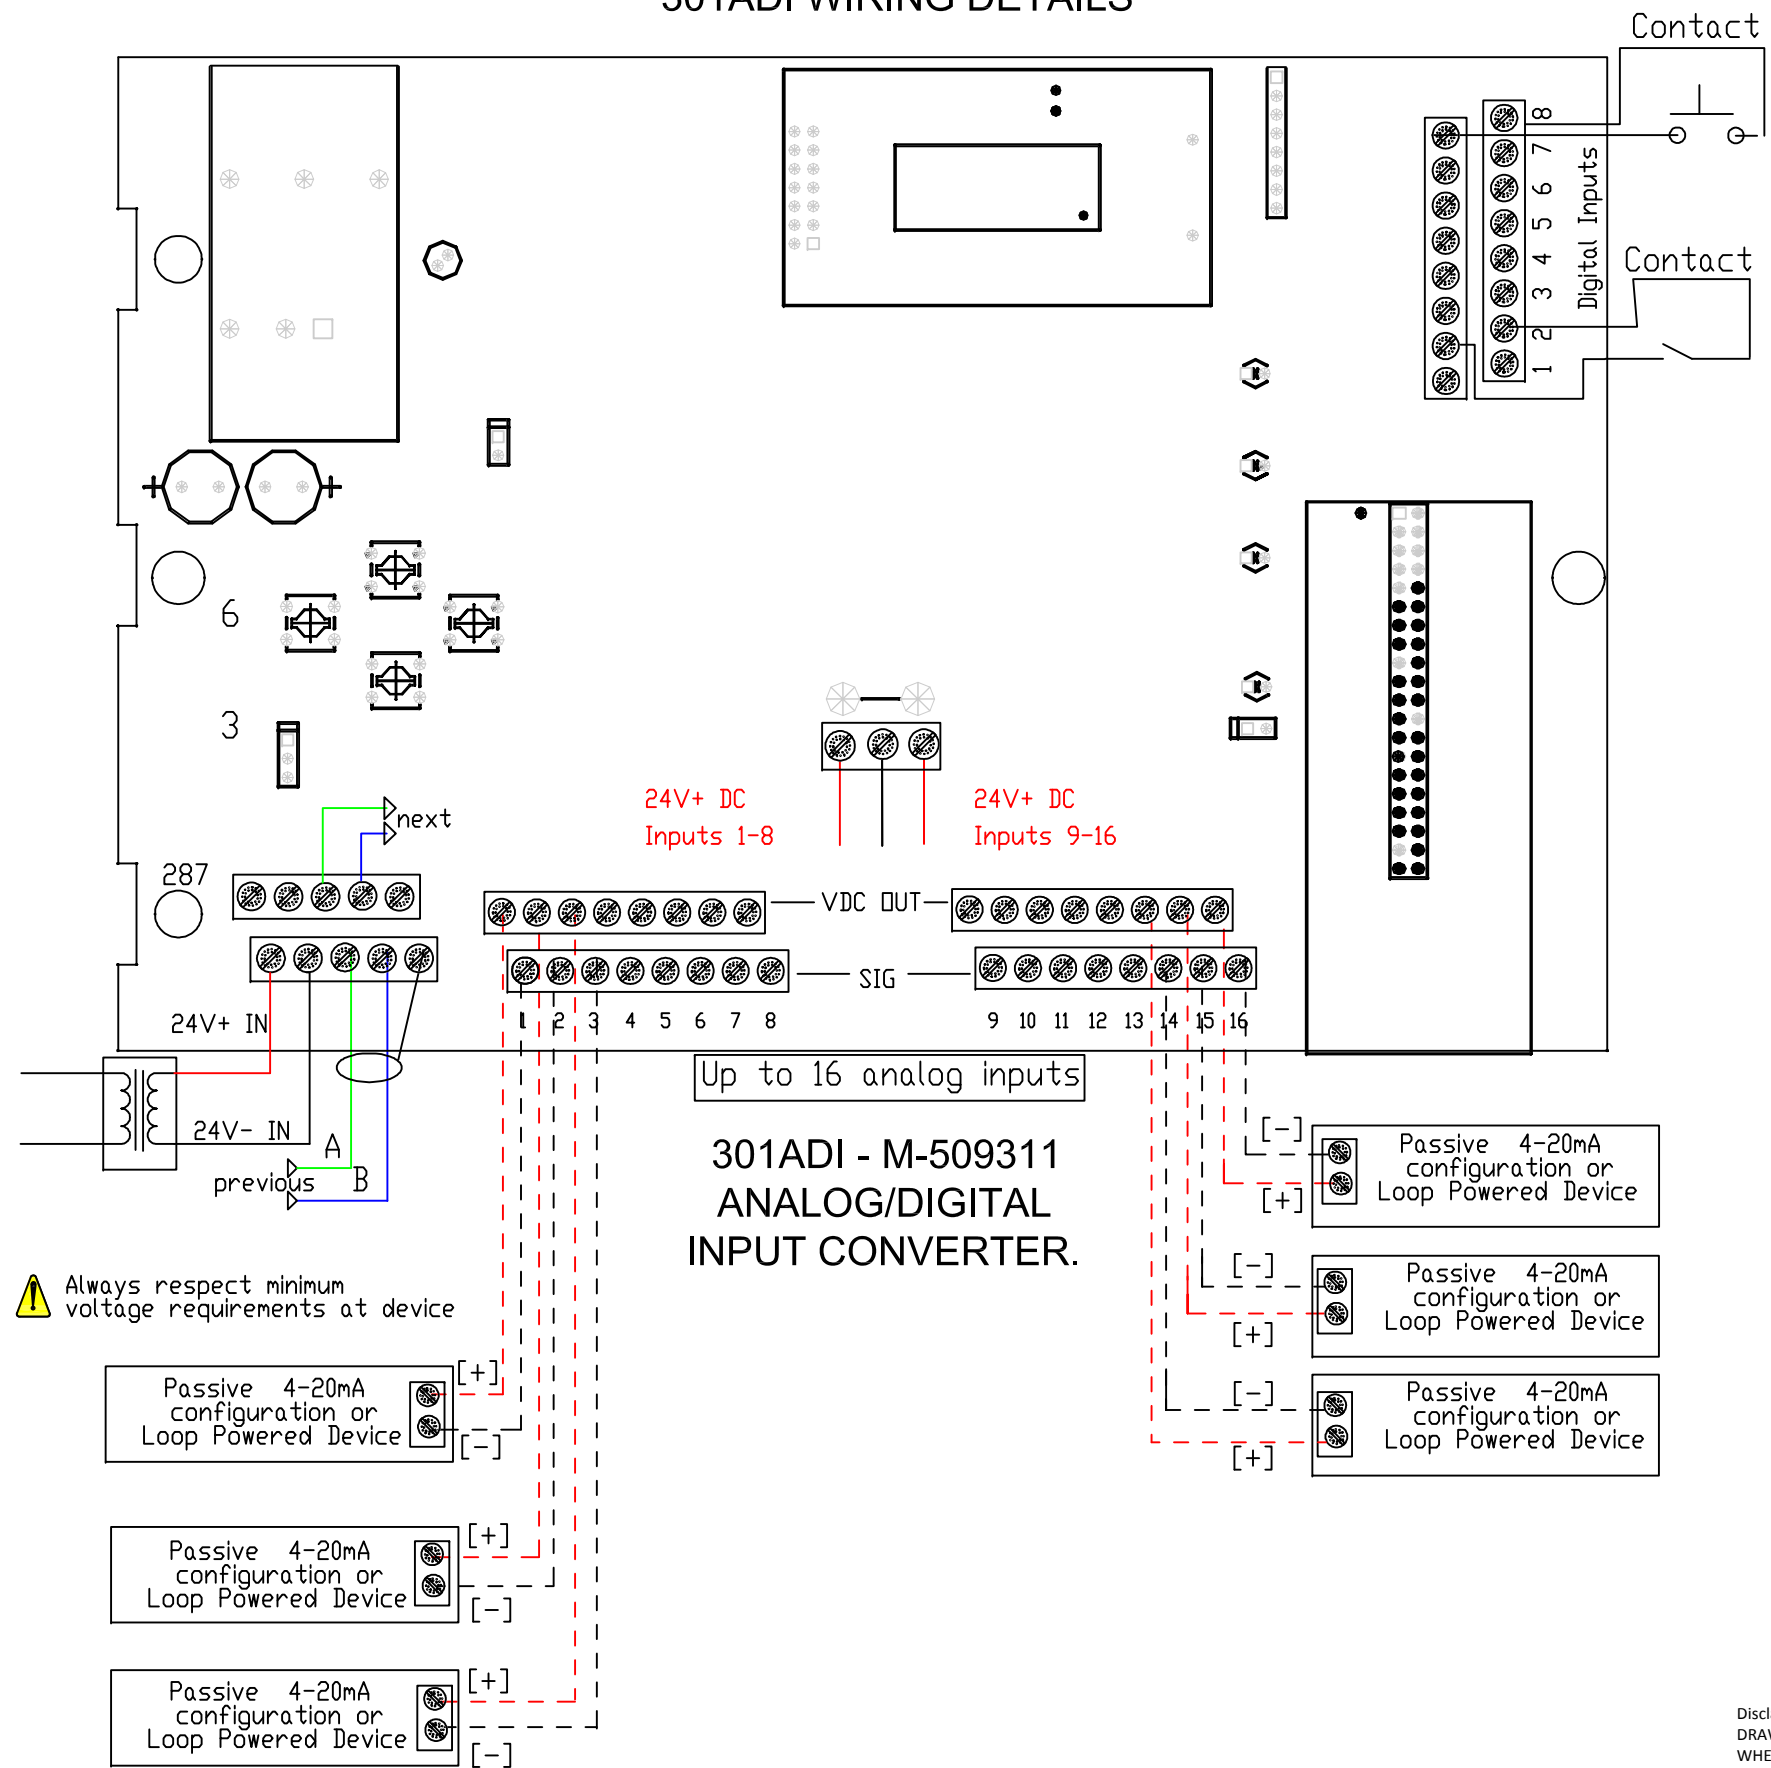 301ADI WIRING DETAILS
Contact
8
7
6
5
4
3
2
1
Digital Inputs
Contact
6
3
24V+ DC
Inputs 1-8
24V+ DC
Inputs 9-16
next
287
VDC OUT
SIG
24V+ IN
1 2 3 4 5 6 7 8
9 10 11 12 13 14 15 16
Up to 16 analog inputs
24V- IN
A
previous
B
301ADI - M-509311
ANALOG/DIGITAL
INPUT CONVERTER.
[-]
Passive 4-20mA
configuration or
Loop Powered Device
[+]
[-]
Passive 4-20mA
configuration or
Loop Powered Device
[+]
Always respect minimum
voltage requirements at device
[+]
Passive 4-20mA
configuration or
Loop Powered Device
[-]
[-]
Passive 4-20mA
configuration or
Loop Powered Device
[+]
[+]
Passive 4-20mA
configuration or
Loop Powered Device
[-]
[+]
Passive 4-20mA
configuration or
Loop Powered Device
[-]